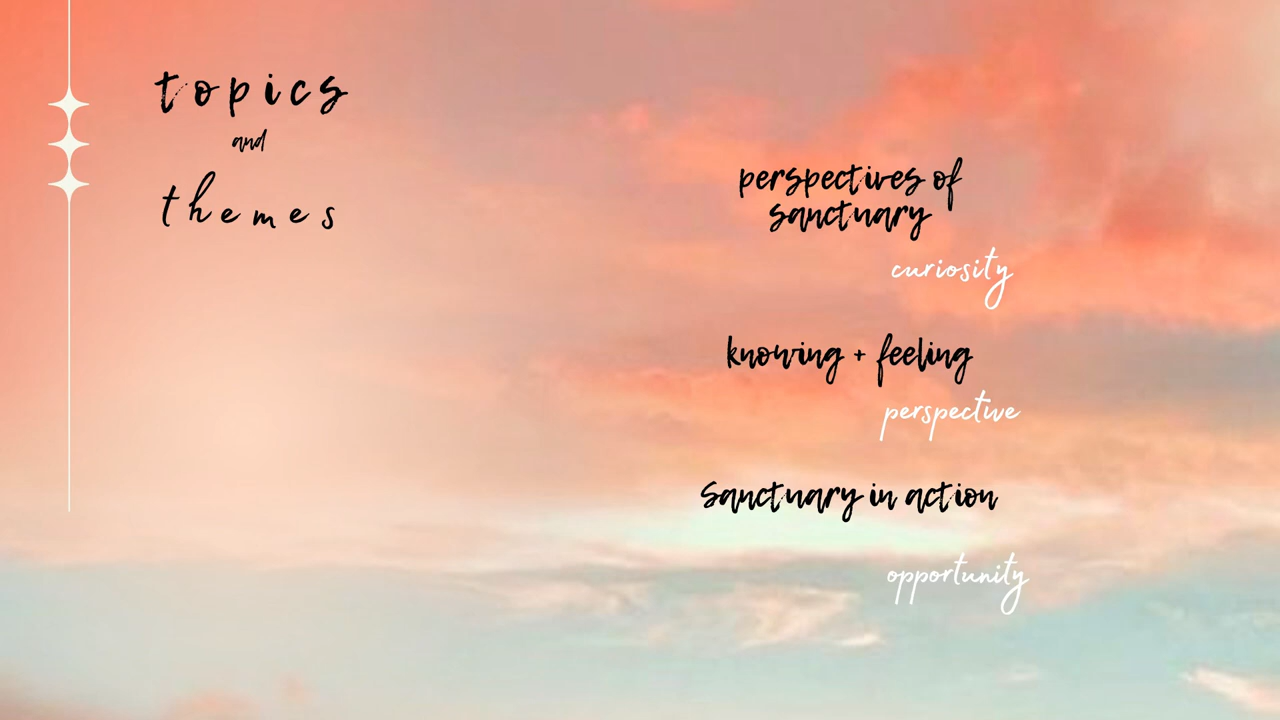 topics
and
themes
perspectives of
sanctuary
curiosity
knowing + feeling
perspective
Sanctuary in action
opportunity